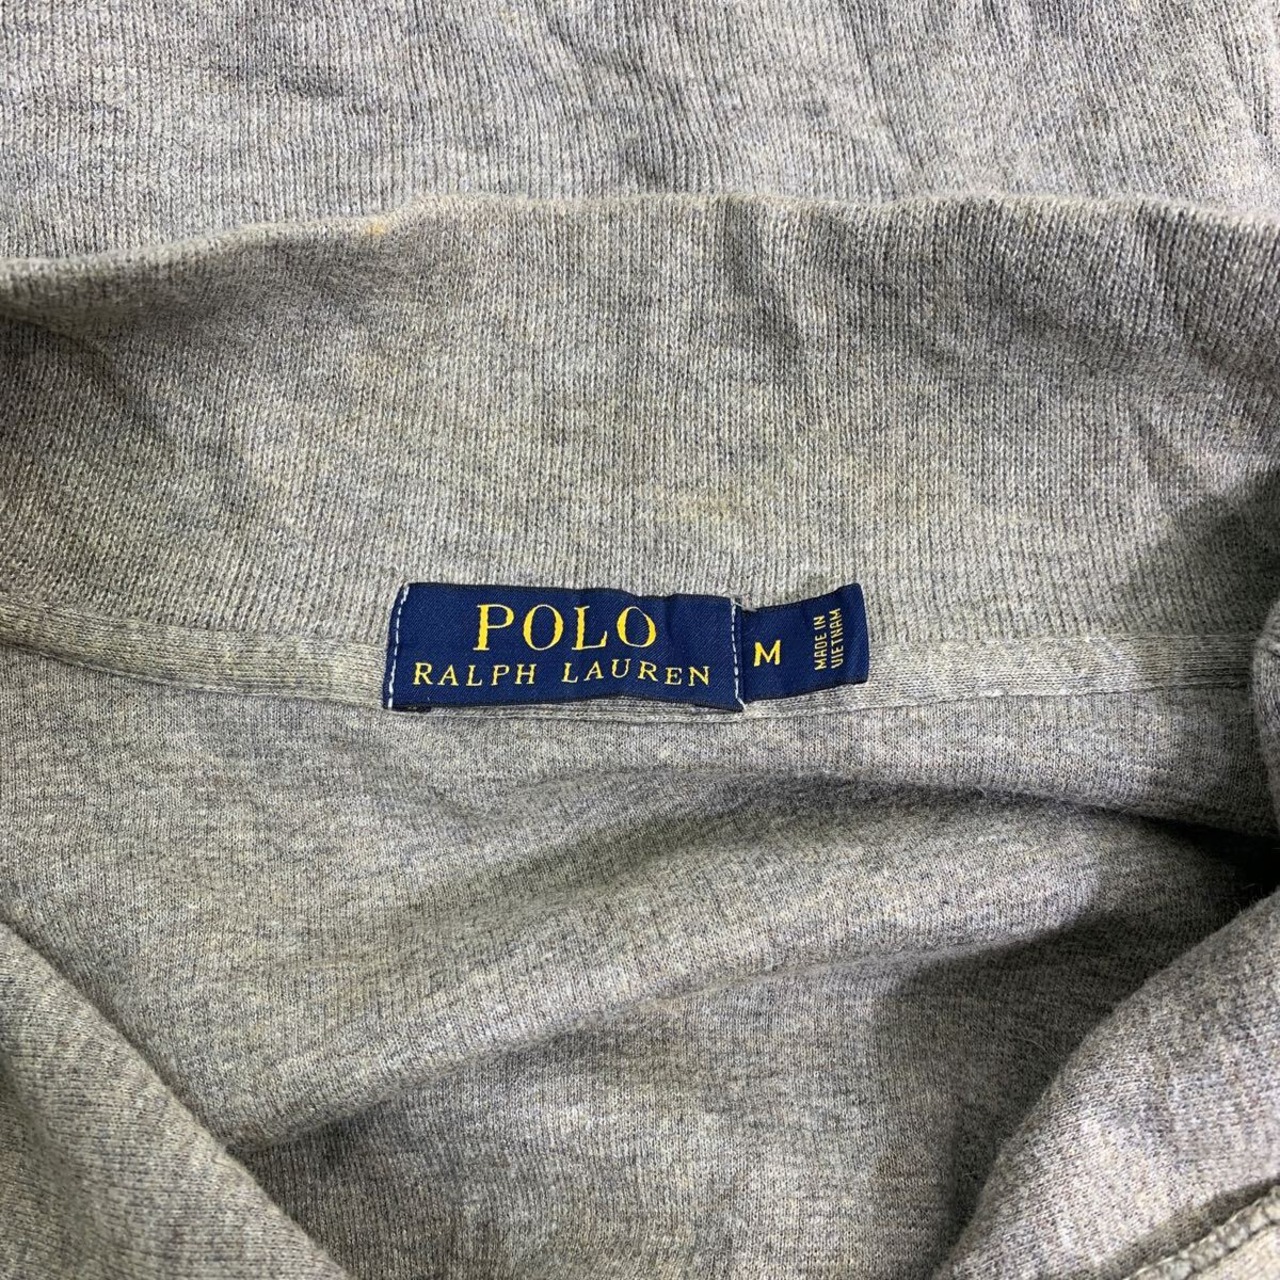 POLO
RALPH LAUREN
M
MADE IN
VIETNAM